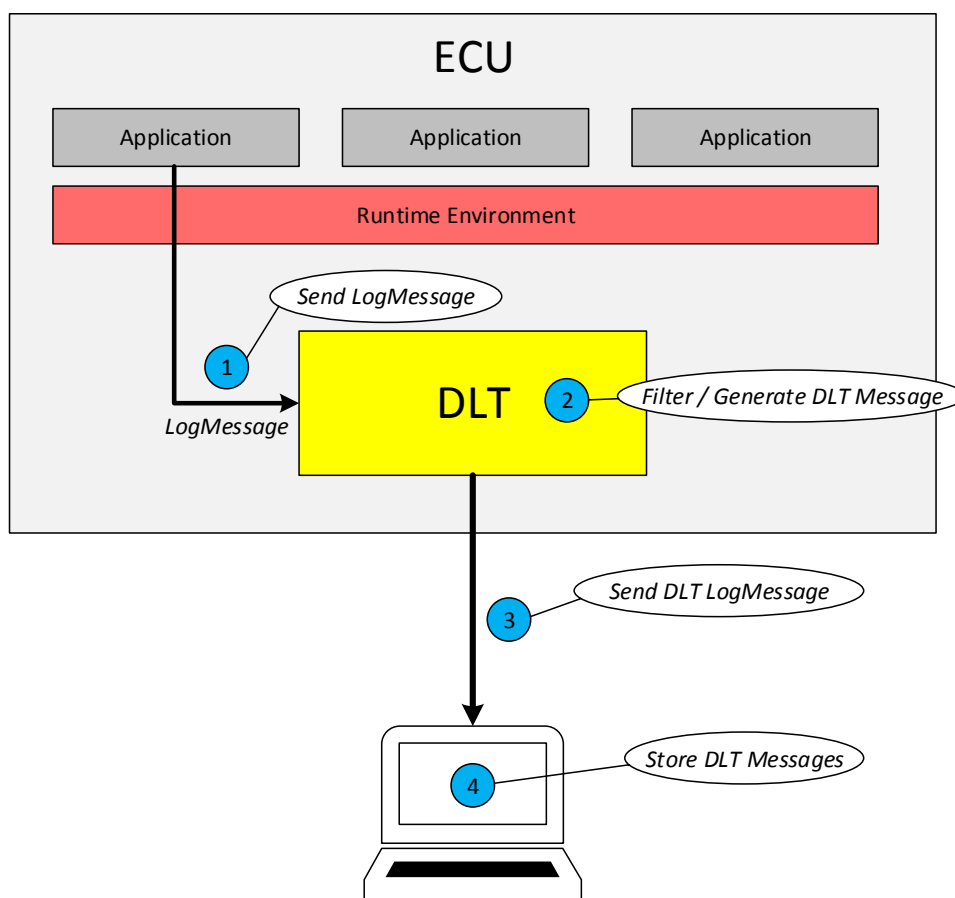 ECU
Application
Application
Application
Runtime Environment
Send LogMessage
1
LogMessage
DLT
2
Filter / Generate DLT Message
Send DLT LogMessage
3
Store DLT Messages
4